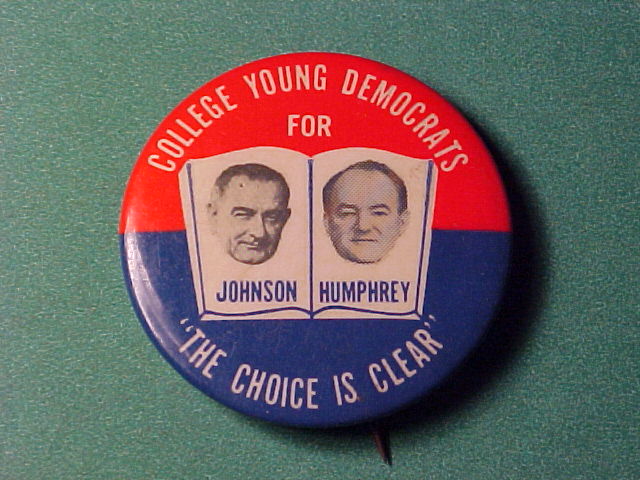 COLLEGE YOUNG DEMOCRATS
FOR
JOHNSON HUMPHREY
"THE CHOICE IS CLEAR"